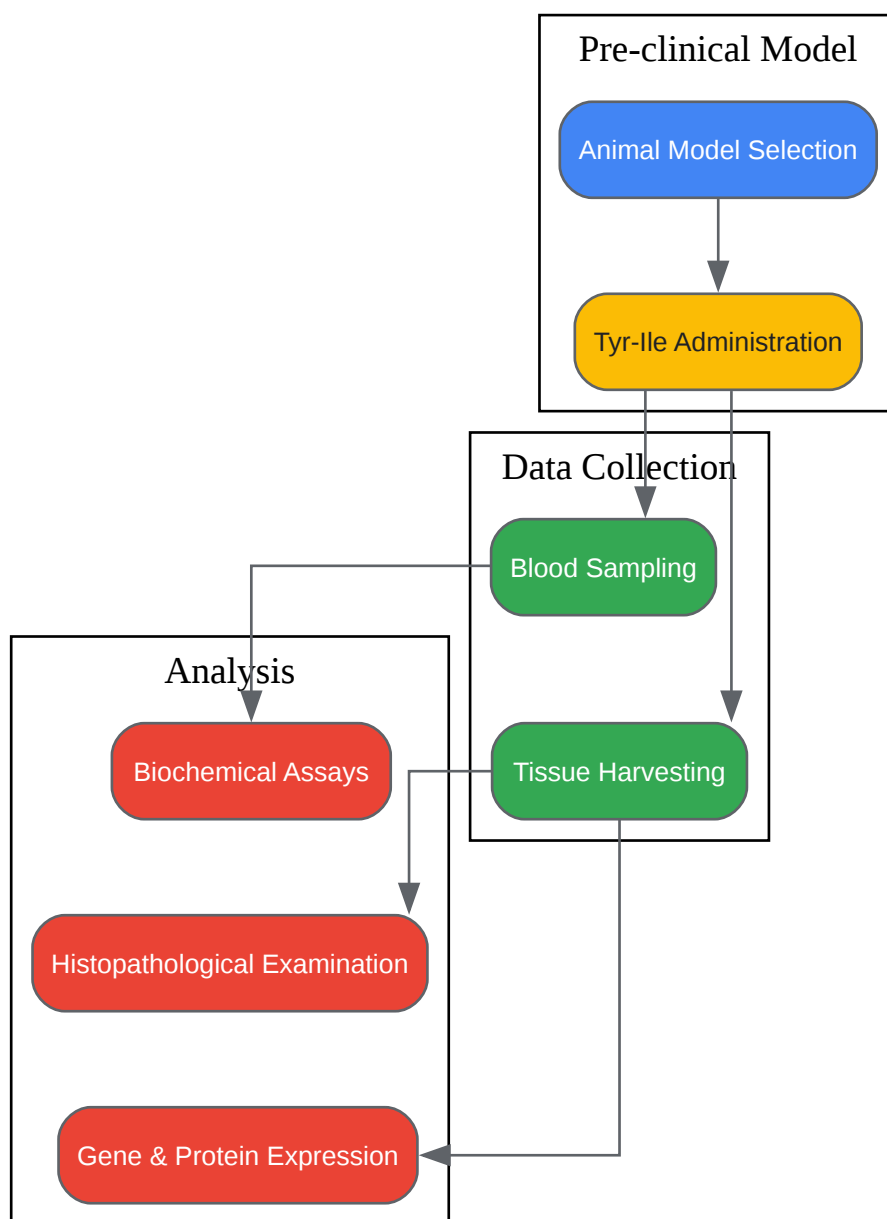 Pre-clinical Model
Animal Model Selection
Tyr-Ile Administration
Data Collection
Blood Sampling
Analysis
Biochemical Assays
Tissue Harvesting
Histopathological Examination
Gene & Protein Expression